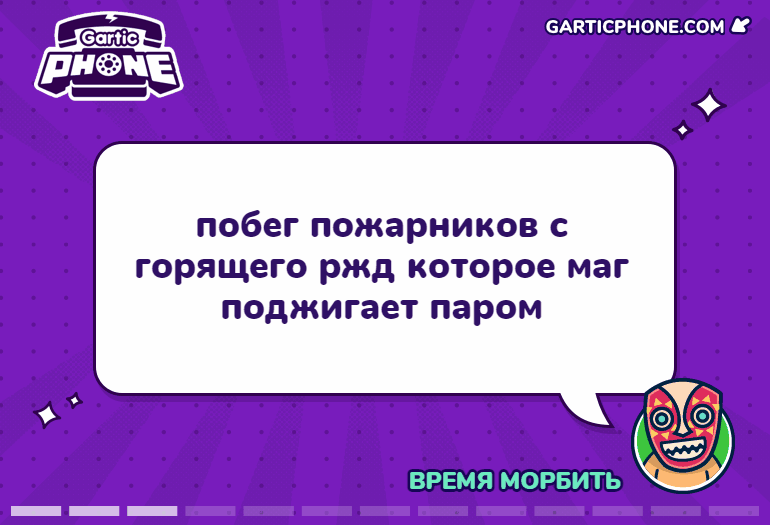 Gartic
PHONE
GARTICPHONE.COM
побег пожарников с
горящего ржд которое маг
поджигает паром
ВРЕМЯ МОРБИТЬ